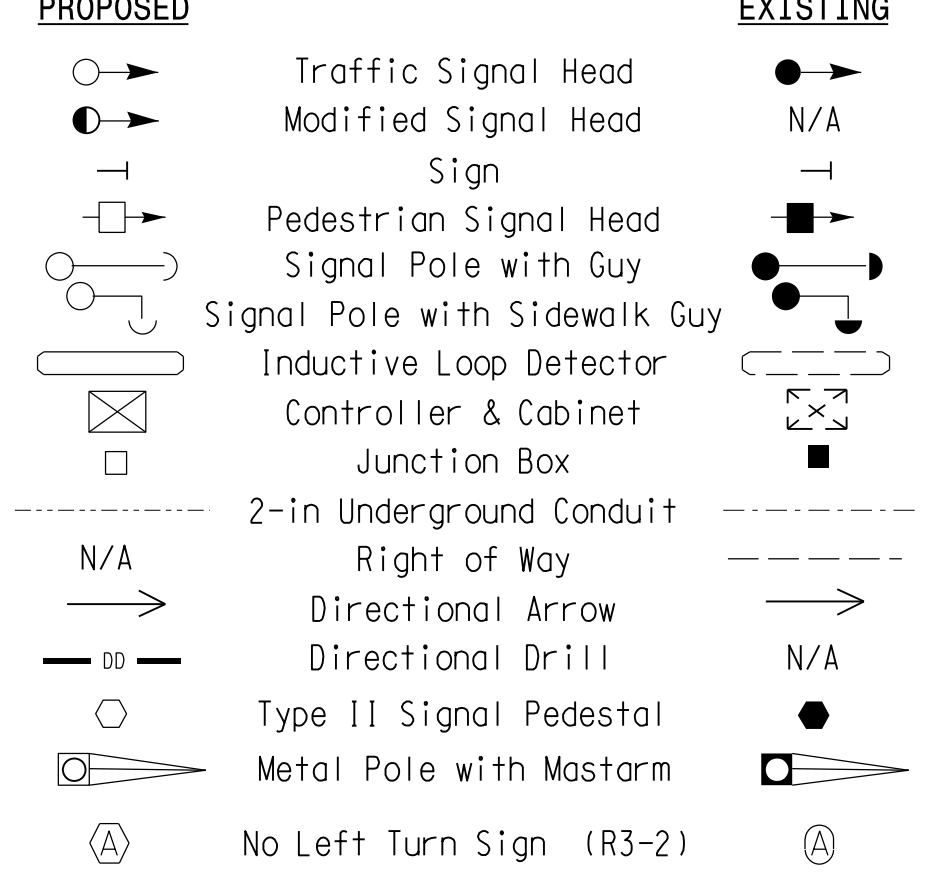 PROPOSED EXISTING
Traffic Signal Head
Modified Signal Head N/A
Sign
Pedestrian Signal Head
Signal Pole with Guy
Signal Pole with Sidewalk Guy
Inductive Loop Detector
Controller & Cabinet
Junction Box
2-in Underground Conduit
N/A Right of Way
Directional Arrow
DD Directional Drill N/A
Type II Signal Pedestal
Metal Pole with Mastarm
A No Left Turn Sign (R3-2) A